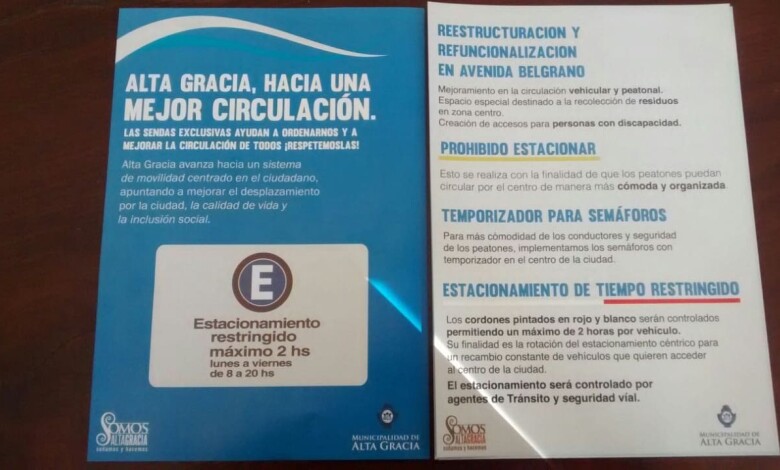 ALTA GRACIA, HACIA UNA
MEJOR CIRCULACIÓN.
LAS SENDAS EXCLUSIVAS AYUDAN A ORDENARNOS Y A
MEJORAR LA CIRCULACIÓN DE TODOS ¡RESPETEMOSLAS!
Alta Gracia avanza hacia un sistema
de movilidad centrado en el ciudadano,
apuntando a mejorar el desplazamiento
por la ciudad, la calidad de vida y
la inclusión social.
E
Estacionamiento
restringido
máximo 2 hs
lunes a viernes
de 8 a 20 hs
SOMOS
ALTAGRACIA
soñamos y hacemos
MUNICIPALIDAD DE
ALTA GRACIA
REESTRUCTURACION Y
REFUNCIONALIZACION
EN AVENIDA BELGRANO
Mejoramiento en la circulación vehicular y peatonal.
Espacio especial destinado a la recolección de residuos
en zona centro.
Creación de accesos para personas con discapacidad.
PROHIBIDO ESTACIONAR
Esto se realiza con la finalidad de que los peatones puedan
circular por el centro de manera más cómoda y organizada
TEMPORIZADOR PARA SEMÁFOROS
Para más cómodidad de los conductores y seguridad
de los peatones, implementamos los semáforos con
temporizador en el centro de la ciudad.
ESTACIONAMIENTO DE TIEMPO RESTRINGIDO
Los cordones pintados en rojo y blanco serán controlados
permitiendo un máximo de 2 horas por vehículo.
Su finalidad es la rotación del estacionamiento céntrico para
un recambio constante de vehículos que quieren acceder
al centro de la ciudad.
El estacionamiento será controlado por
agentes de Tránsito y seguridad víal.
SOMOS
ALTAGRACIA
soñamos y hacemos
MUNICIPALIDAD DE
ALTA GRACIA